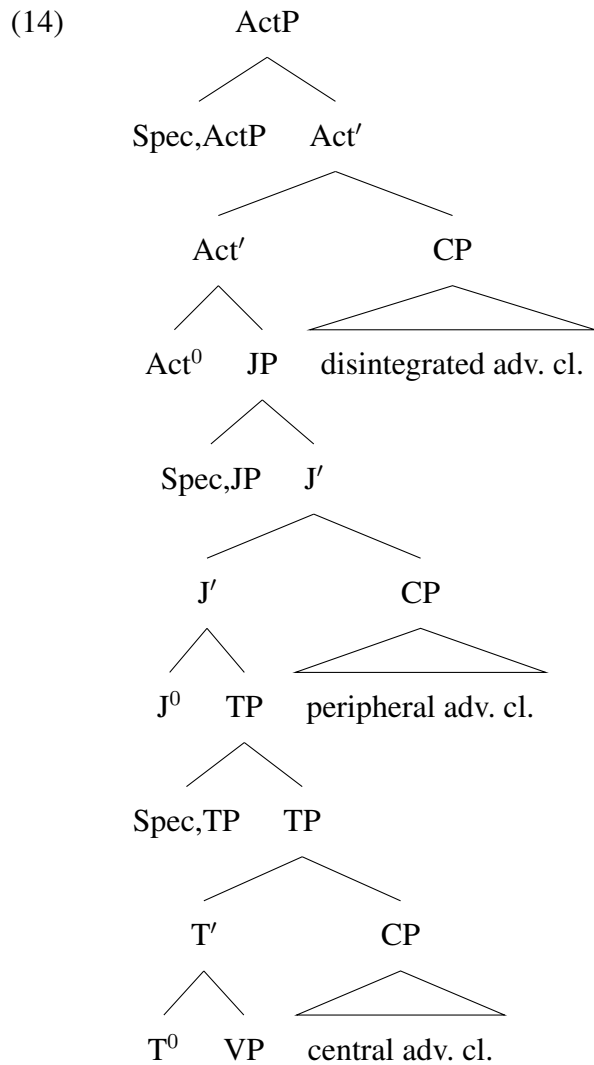 (14) ActP
Spec,ActP Act′
Act′ CP
Act⁰ JP disintegrated adv. cl.
Spec,JP J′
J′ CP
J⁰ TP peripheral adv. cl.
Spec,TP TP
T′ CP
T⁰ VP central adv. cl.